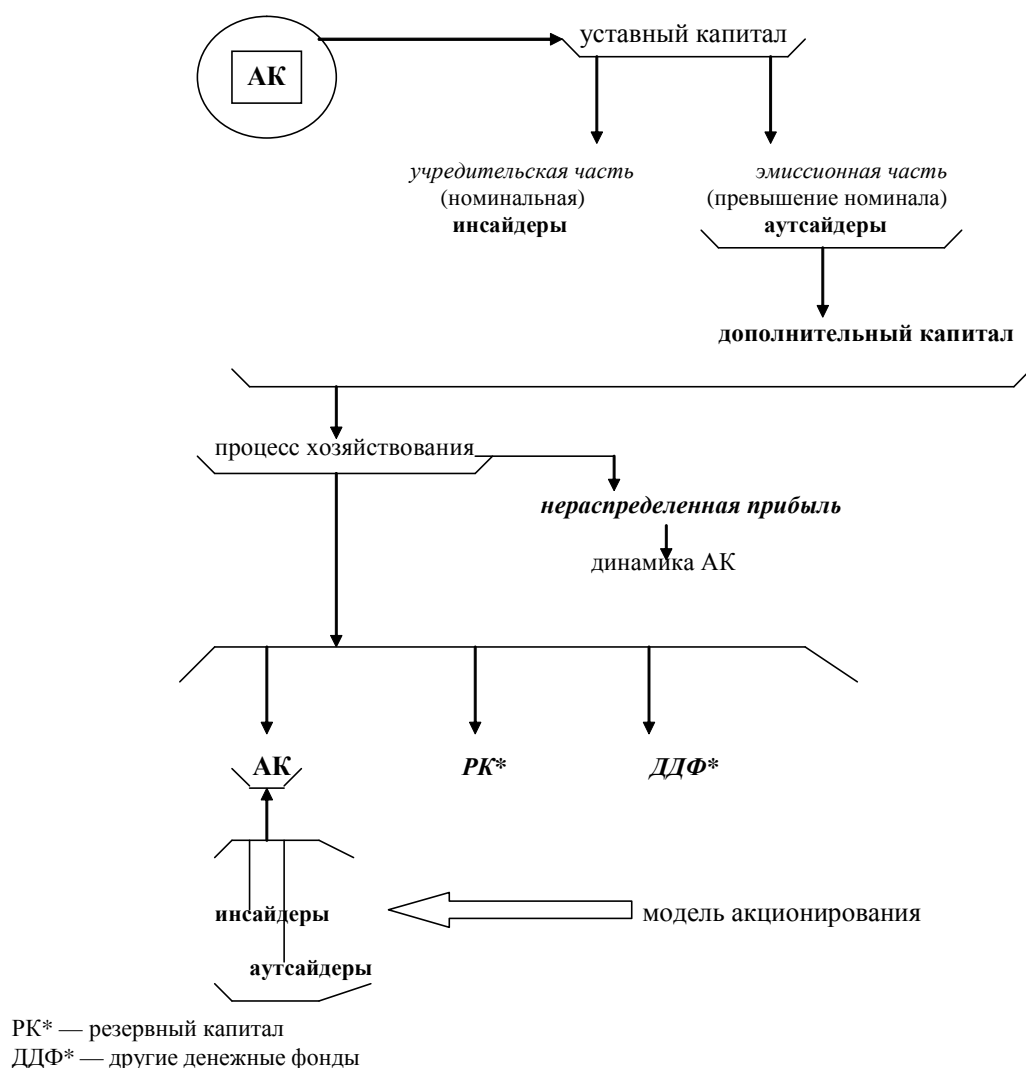 АК
уставный капитал
учредительская часть
(номинальная)
инсайдеры
эмиссионная часть
(превышение номинала)
аутсайдеры
дополнительный капитал
процесс хозяйствования
нераспределенная прибыль
динамика АК
АК
РК*
ДДФ*
инсайдеры
модель акционирования
аутсайдеры
РК* — резервный капитал
ДДФ* — другие денежные фонды